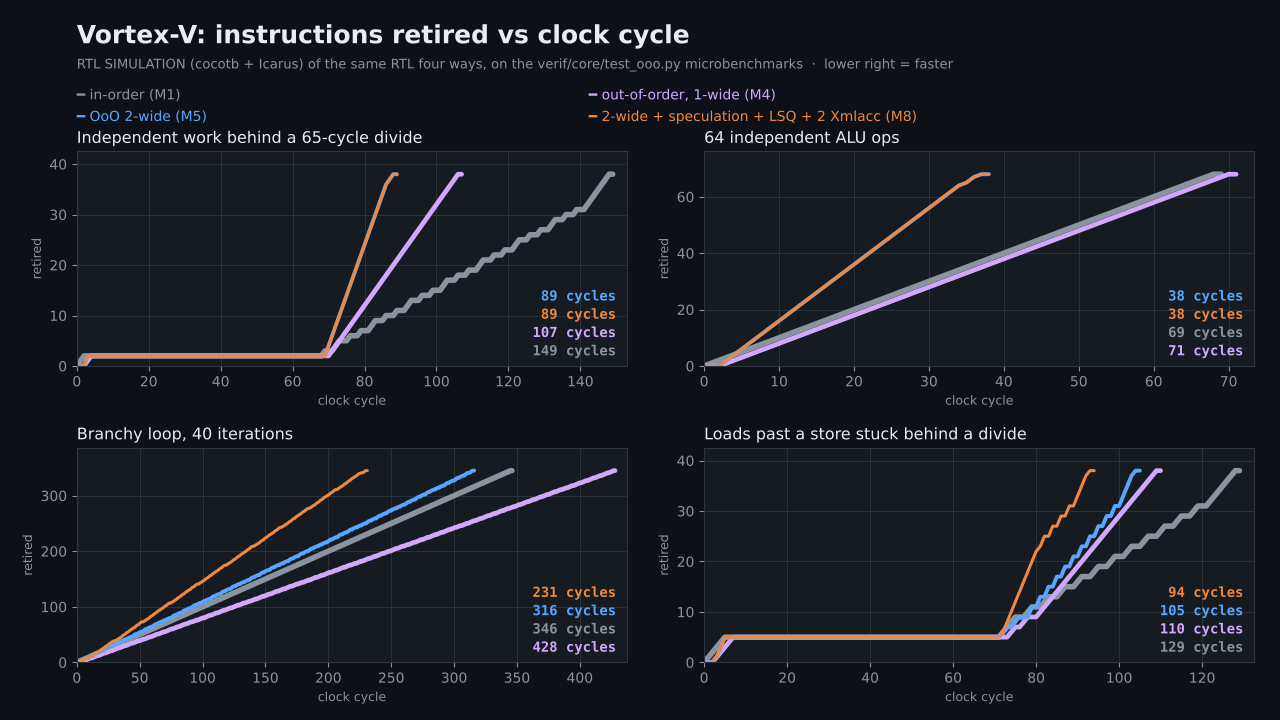 Vortex-V: instructions retired vs clock cycle
RTL SIMULATION (cocotb + Icarus) of the same RTL four ways, on the verif/core/test_ooo.py microbenchmarks · lower right = faster
in-order (M1)
out-of-order, 1-wide (M4)
OoO 2-wide (M5)
2-wide + speculation + LSQ + 2 Xmlacc (M8)
Independent work behind a 65-cycle divide
40
30
20
10
0
retired
89 cycles
89 cycles
107 cycles
149 cycles
0 20 40 60 80 100 120 140
clock cycle
64 independent ALU ops
60
40
20
0
retired
38 cycles
38 cycles
69 cycles
71 cycles
0 10 20 30 40 50 60 70
clock cycle
Branchy loop, 40 iterations
300
200
100
0
retired
231 cycles
316 cycles
346 cycles
428 cycles
0 50 100 150 200 250 300 350 400
clock cycle
Loads past a store stuck behind a divide
40
30
20
10
0
retired
94 cycles
105 cycles
110 cycles
129 cycles
0 20 40 60 80 100 120
clock cycle